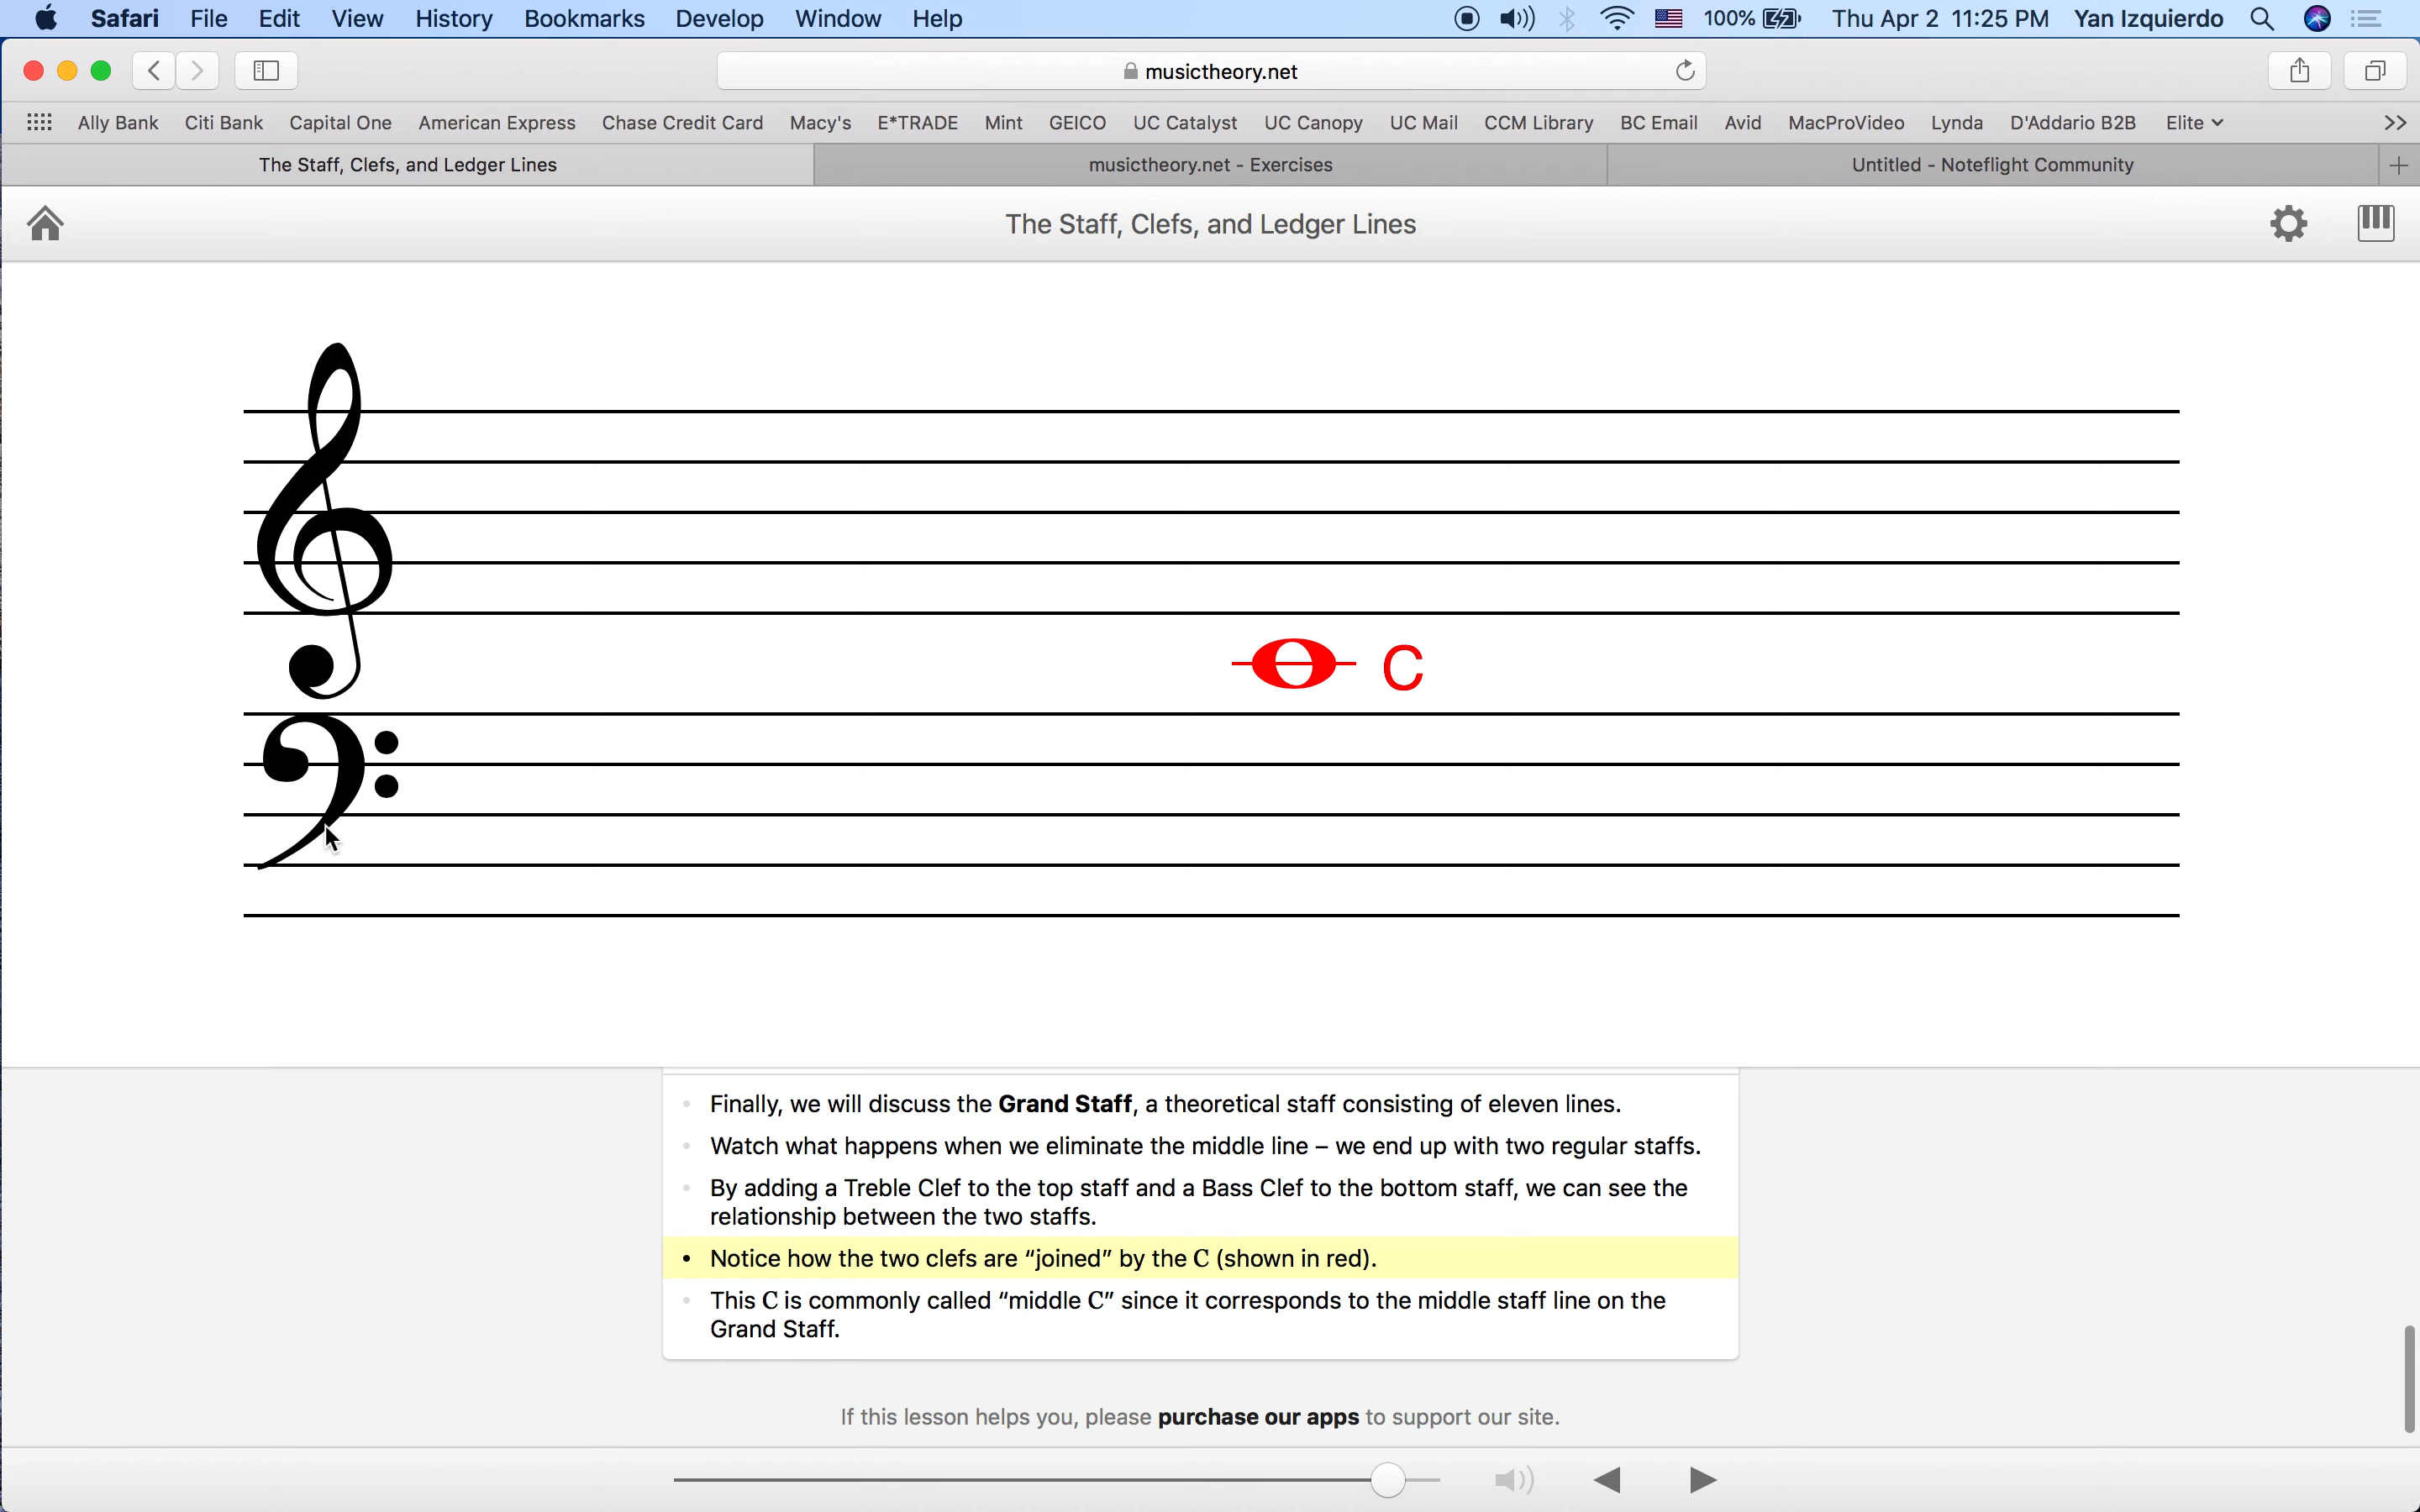 Safari File Edit View History Bookmarks Develop Window Help 100% Thu Apr 2 11:25 PM Yan Izquierdo
musictheory.net
Ally Bank Citi Bank Capital One American Express Chase Credit Card Macy's E*TRADE Mint GEICO UC Catalyst UC Canopy UC Mail CCM Library BC Email Avid MacProVideo Lynda D'Addario B2B Elite
The Staff, Clefs, and Ledger Lines musictheory.net - Exercises Untitled - Noteflight Community
The Staff, Clefs, and Ledger Lines
C
• Finally, we will discuss the Grand Staff, a theoretical staff consisting of eleven lines.
• Watch what happens when we eliminate the middle line – we end up with two regular staffs.
• By adding a Treble Clef to the top staff and a Bass Clef to the bottom staff, we can see the
relationship between the two staffs.
• Notice how the two clefs are “joined” by the C (shown in red).
• This C is commonly called “middle C” since it corresponds to the middle staff line on the
Grand Staff.
If this lesson helps you, please purchase our apps to support our site.